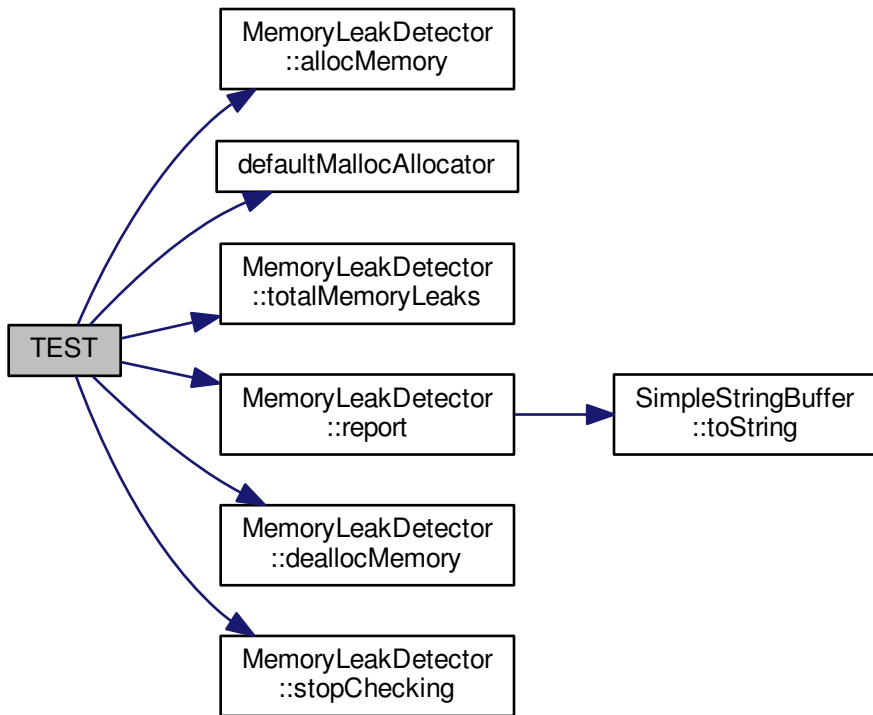 MemoryLeakDetector
::allocMemory
defaultMallocAllocator
MemoryLeakDetector
::totalMemoryLeaks
TEST
MemoryLeakDetector
::report
SimpleStringBuffer
::toString
MemoryLeakDetector
::deallocMemory
MemoryLeakDetector
::stopChecking